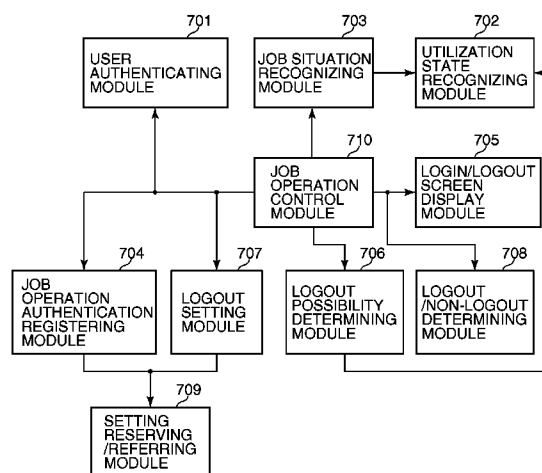 701
703
702
USER
AUTHENTICATING
MODULE
JOB SITUATION
RECOGNIZING
MODULE
UTILIZATION
STATE
RECOGNIZING
MODULE
710
705
JOB
OPERATION
CONTROL
MODULE
LOGIN/LOGOUT
SCREEN
DISPLAY
MODULE
704
707
706
708
JOB
OPERATION
AUTHENTICATION
REGISTERING
MODULE
LOGOUT
SETTING
MODULE
LOGOUT
POSSIBILITY
DETERMINING
MODULE
LOGOUT
/NON-LOGOUT
DETERMINING
MODULE
709
SETTING
RESERVING
/REFERRING
MODULE